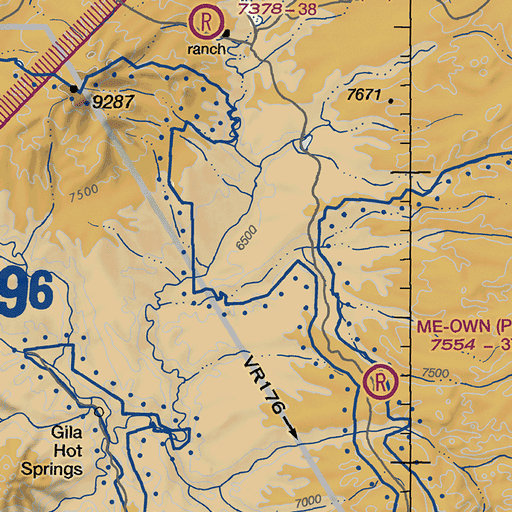 7378 – 38
R
ranch
7671
9287
7500
6500
96
ME-OWN (P
7554 – 3
7500
R
VR176
Gila
Hot
Springs
7000